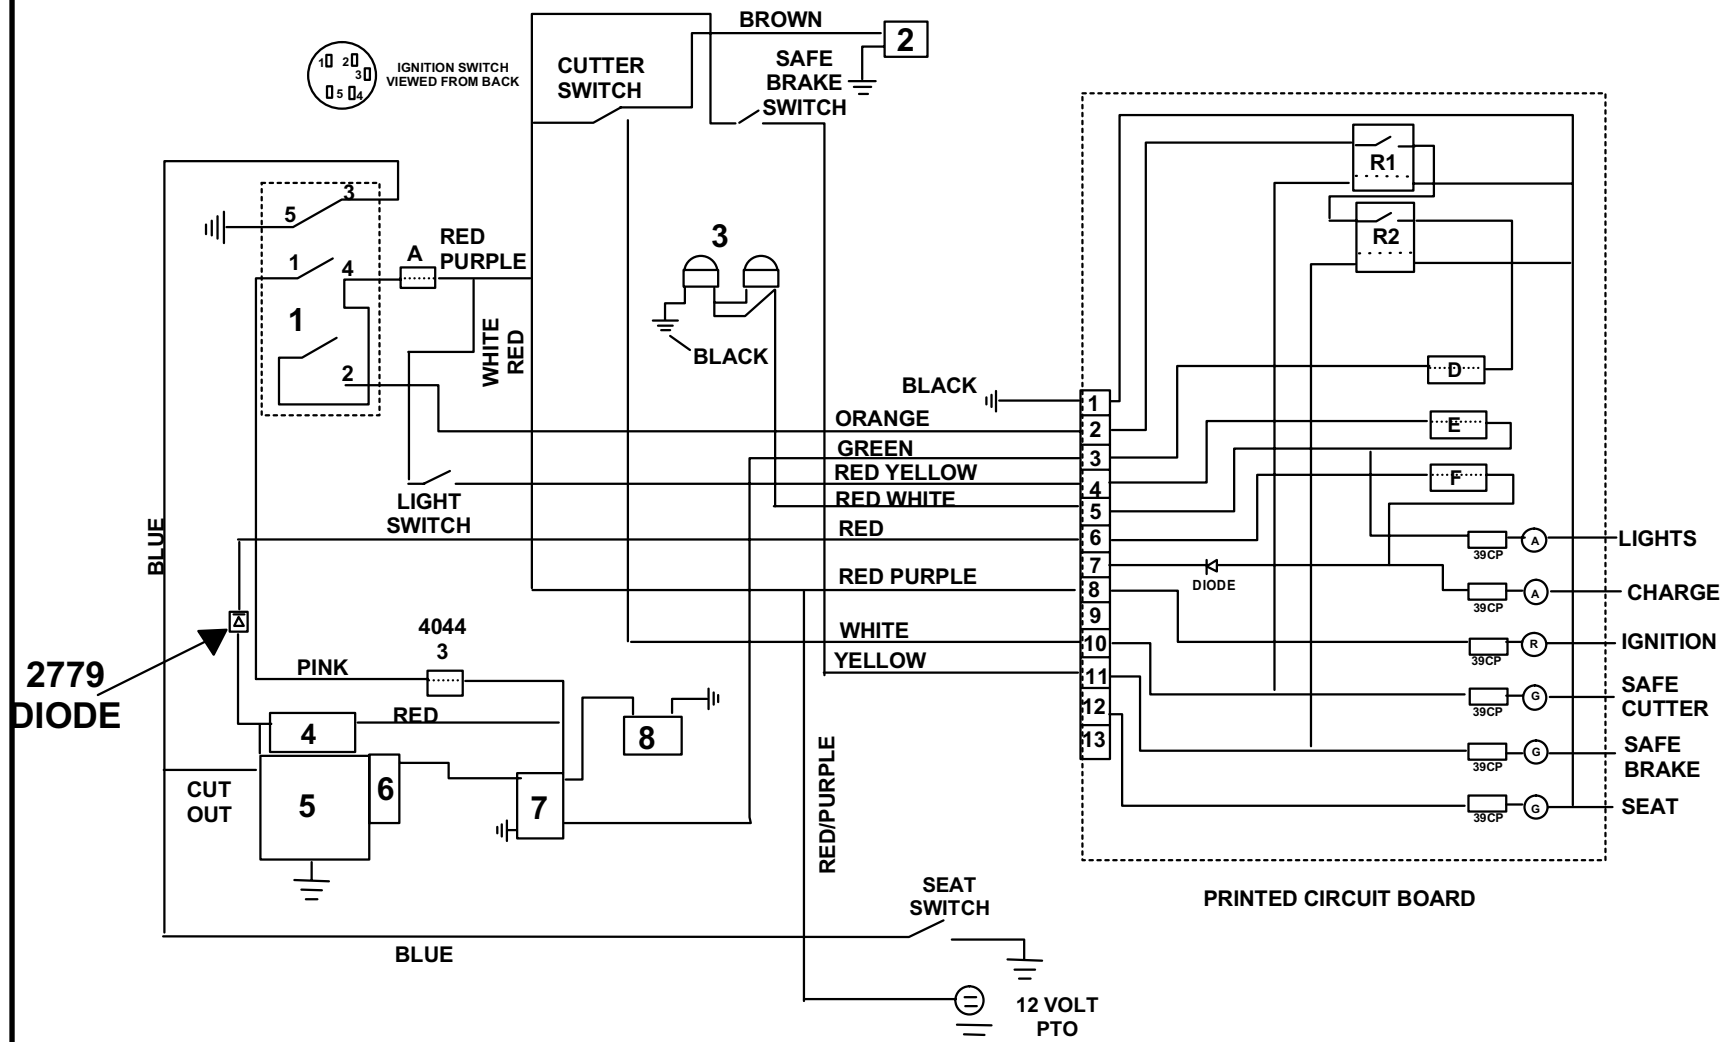 BROWN
2
SAFE
BRAKE
SWITCH
CUTTER
SWITCH
IGNITION SWITCH
VIEWED FROM BACK
1
2
3
5
4
3
5
1
4
1
2
A
RED
PURPLE
WHITE
RED
3
BLACK
LIGHT
SWITCH
BLUE
BLACK
ORANGE
GREEN
RED YELLOW
RED WHITE
RED
RED PURPLE
WHITE
YELLOW
1
2
3
4
5
6
7
8
9
10
11
12
13
R1
R2
D
E
F
DIODE
39CP
A
LIGHTS
39CP
A
CHARGE
39CP
R
IGNITION
39CP
G
SAFE
CUTTER
39CP
G
SAFE
BRAKE
39CP
G
SEAT
PRINTED CIRCUIT BOARD
2779
DIODE
4044
3
PINK
RED
4
5
6
7
8
CUT
OUT
RED/PURPLE
SEAT
SWITCH
BLUE
12 VOLT
PTO